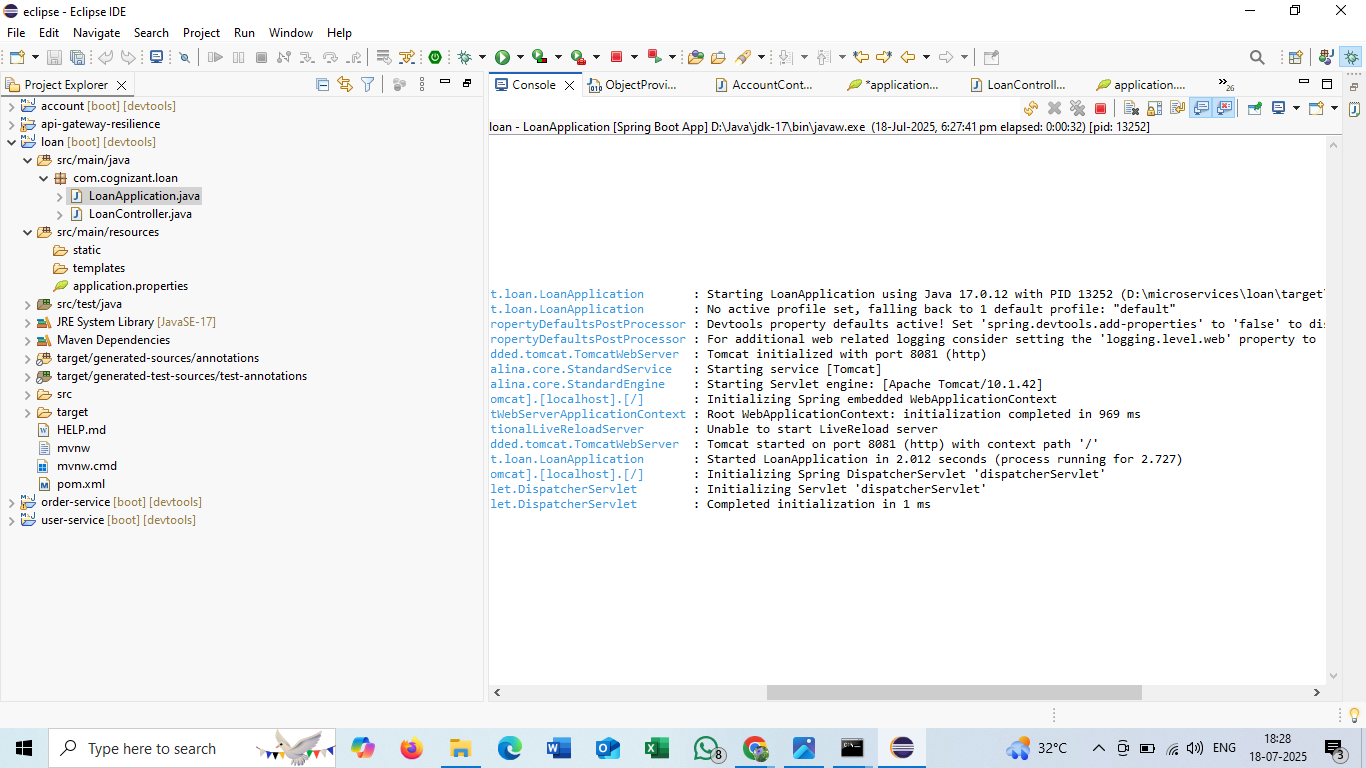 eclipse - Eclipse IDE
File Edit Navigate Search Project Run Window Help
Project Explorer
account [boot] [devtools]
api-gateway-resilience
loan [boot] [devtools]
src/main/java
com.cognizant.loan
LoanApplication.java
LoanController.java
src/main/resources
static
templates
application.properties
src/test/java
JRE System Library [JavaSE-17]
Maven Dependencies
target/generated-sources/annotations
target/generated-test-sources/test-annotations
src
target
HELP.md
mvnw
mvnw.cmd
pom.xml
order-service [boot] [devtools]
user-service [boot] [devtools]
Console ObjectProvi... AccountCont... *application... LoanControll... application.... »26
loan - LoanApplication [Spring Boot App] D:\Java\jdk-17\bin\javaw.exe (18-Jul-2025, 6:27:41 pm elapsed: 0:00:32) [pid: 13252]
t.loan.LoanApplication : Starting LoanApplication using Java 17.0.12 with PID 13252 (D:\microservices\loan\target\
t.loan.LoanApplication : No active profile set, falling back to 1 default profile: "default"
ropertyDefaultsPostProcessor : Devtools property defaults active! Set 'spring.devtools.add-properties' to 'false' to dis
ropertyDefaultsPostProcessor : For additional web related logging consider setting the 'logging.level.web' property to
dded.tomcat.TomcatWebServer : Tomcat initialized with port 8081 (http)
alina.core.StandardService : Starting service [Tomcat]
alina.core.StandardEngine : Starting Servlet engine: [Apache Tomcat/10.1.42]
omcat].[localhost].[/] : Initializing Spring embedded WebApplicationContext
tWebServerApplicationContext : Root WebApplicationContext: initialization completed in 969 ms
tionalLiveReloadServer : Unable to start LiveReload server
dded.tomcat.TomcatWebServer : Tomcat started on port 8081 (http) with context path '/'
t.loan.LoanApplication : Started LoanApplication in 2.012 seconds (process running for 2.727)
omcat].[localhost].[/] : Initializing Spring DispatcherServlet 'dispatcherServlet'
let.DispatcherServlet : Initializing Servlet 'dispatcherServlet'
let.DispatcherServlet : Completed initialization in 1 ms
Type here to search
8
32°C
ENG
18:28
18-07-2025
3